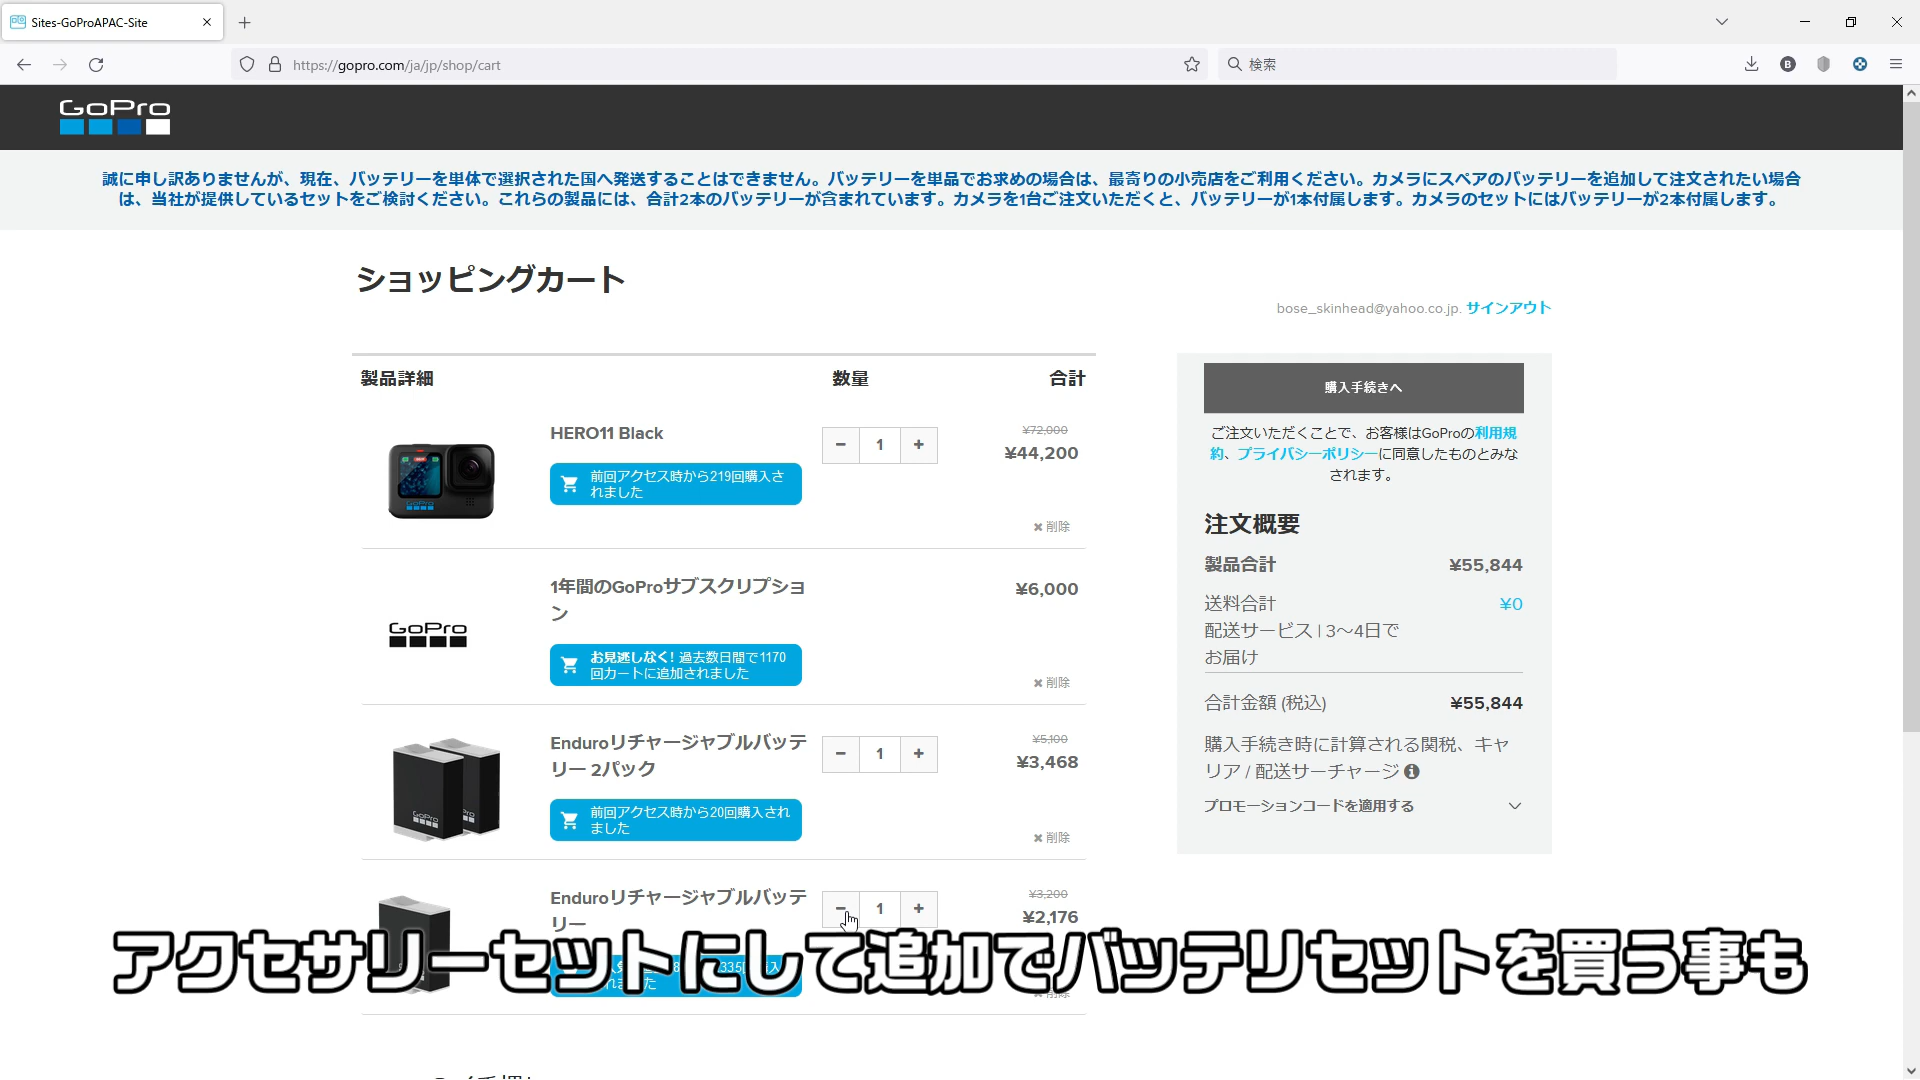 Sites-GoProAPAC-Site
https://gopro.com/ja/jp/shop/cart
検索
GoPro
誠に申し訳ありませんが、現在、バッテリーを単体で選択された国へ発送することはできません。バッテリーを単品でお求めの場合は、最寄りの小売店をご利用ください。カメラにスペアのバッテリーを追加して注文されたい場合
は、当社が提供しているセットをご検討ください。これらの製品には、合計2本のバッテリーが含まれています。カメラを1台ご注文いただくと、バッテリーが1本付属します。カメラのセットにはバッテリーが2本付属します。
ショッピングカート
bose_skinhead@yahoo.co.jp. サインアウト
製品詳細 数量 合計
HERO11 Black
前回アクセス時から219回購入さ
れました
1
¥72,000
¥44,200
削除
1年間のGoProサブスクリプショ
ン
お見逃しなく! 過去数日間で1170
回カートに追加されました
¥6,000
GoPro
削除
Enduroリチャージャブルバッテ
リー 2パック
前回アクセス時から20回購入され
ました
1
¥5,100
¥3,468
削除
Enduroリチャージャブルバッテ
リー
1
¥3,200
¥2,176
削除
購入手続きへ
ご注文いただくことで、お客様はGoProの利用規
約、プライバシーポリシーに同意したものとみな
されます。
注文概要
製品合計 ¥55,844
送料合計 ¥0
配送サービス | 3～4日で
お届け
合計金額 (税込) ¥55,844
購入手続き時に計算される関税、キャ
リア / 配送サーチャージ
プロモーションコードを適用する
アクセサリーセットにして追加でバッテリセットを買う事も